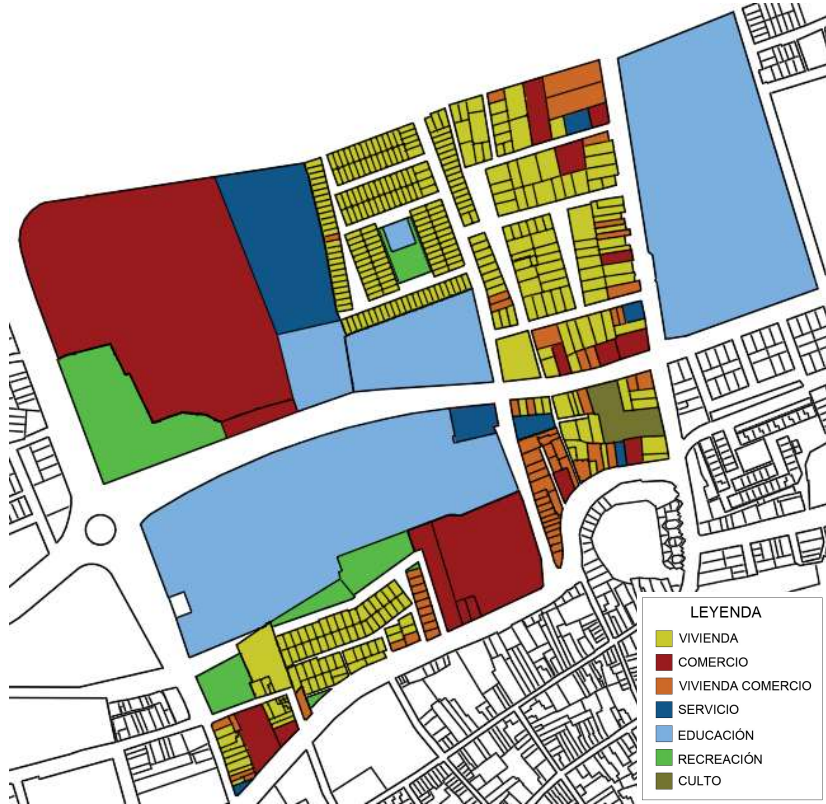 LEYENDA
VIVIENDA
COMERCIO
VIVIENDA COMERCIO
SERVICIO
EDUCACIÓN
RECREACIÓN
CULTO